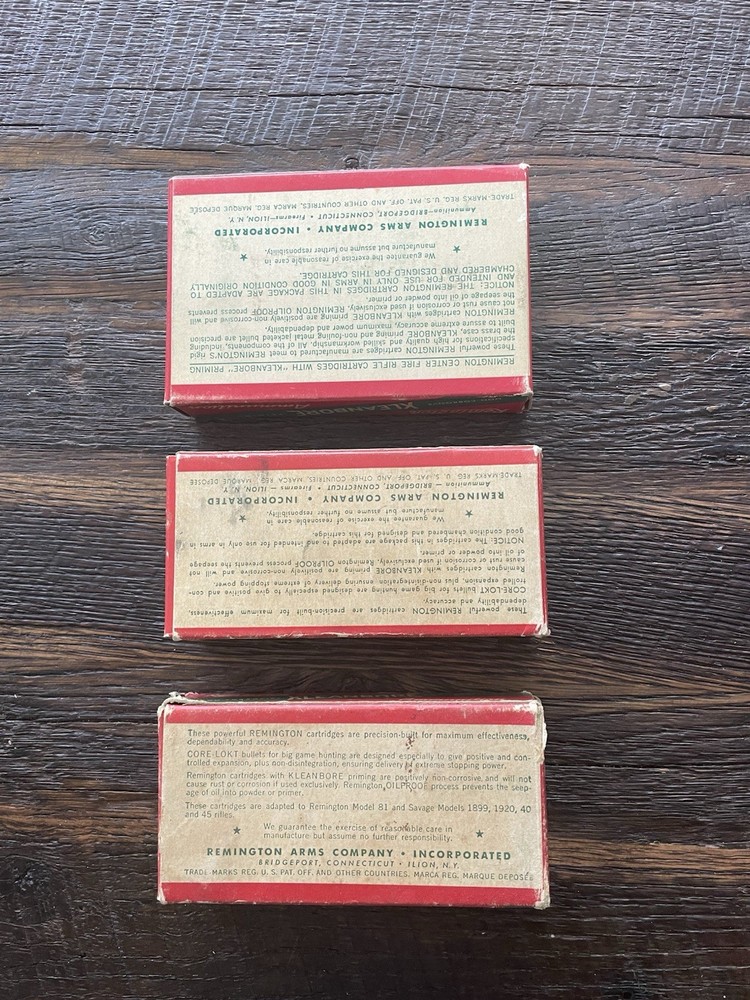 REMINGTON CENTER FIRE RIFLE CARTRIDGES WITH "KLEANBORE" PRIMING
These powerful REMINGTON cartridges are manufactured to meet REMINGTON'S rigid
specifications for high quality and skilled workmanship. All of the components, including
the brass case, KLEANBORE priming and non-fouling metal jacketed bullet are precision
built to assure extreme accuracy, maximum power and dependability.
Remington cartridges with KLEANBORE priming are positively non-corrosive and will
not cause rust or corrosion if used exclusively. REMINGTON OILPROOF process prevents
the seepage of oil into powder or primer.
NOTICE: THE REMINGTON CARTRIDGES IN THIS PACKAGE ARE ADAPTED TO
AND INTENDED FOR USE ONLY IN ARMS IN GOOD CONDITION ORIGINALLY
CHAMBERED AND DESIGNED FOR THIS CARTRIDGE.
We guarantee the exercise of reasonable care in
manufacture but assume no further responsibility.
REMINGTON ARMS COMPANY • INCORPORATED
Ammunition—BRIDGEPORT, CONNECTICUT • Firearms—ILION, N.Y.
TRADE-MARKS REG. U. S. PAT. OFF. AND OTHER COUNTRIES, MARCA REG. MARQUE DEPOSÉE
KLEANBORE
These powerful REMINGTON cartridges are precision-built for maximum effectiveness,
dependability and accuracy.
CORE-LOKT bullets for big game hunting are designed especially to give positive and con-
trolled expansion, plus non-disintegration ensuring delivery of extreme stopping power.
Remington cartridges with KLEANBORE priming are positively non-corrosive and will not
cause rust or corrosion if used exclusively. Remington OILPROOF process prevents the seepage
of oil into powder or primer.
NOTICE: The cartridges in this package are adapted to and intended for use only in arms in
good condition chambered and designed for this cartridge.
We guarantee the exercise of reasonable care in
manufacture but assume no further responsibility.
REMINGTON ARMS COMPANY • INCORPORATED
Ammunition — BRIDGEPORT, CONNECTICUT • Firearms — ILION, N.Y.
TRADE-MARKS REG. U. S. PAT. OFF. AND OTHER COUNTRIES, MARCA REG. MARQUE DEPOSÉE
These powerful REMINGTON cartridges are precision-built for maximum effectiveness,
dependability and accuracy.
CORE-LOKT bullets for big game hunting are designed especially to give positive and con-
trolled expansion, plus non-disintegration, ensuring delivery of extreme stopping power.
Remington cartridges with KLEANBORE priming are positively non-corrosive and will not
cause rust or corrosion if used exclusively. Remington OILPROOF process prevents the seep-
age of oil into powder or primer.
These cartridges are adapted to Remington Model 81 and Savage Models 1899, 1920, 40
and 45 rifles.
We guarantee the exercise of reasonable care in
manufacture but assume no further responsibility.
REMINGTON ARMS COMPANY • INCORPORATED
BRIDGEPORT, CONNECTICUT • ILION, N.Y.
TRADE MARKS REG. U. S. PAT. OFF. AND OTHER COUNTRIES. MARCA REG. MARQUE DEPOSÉE